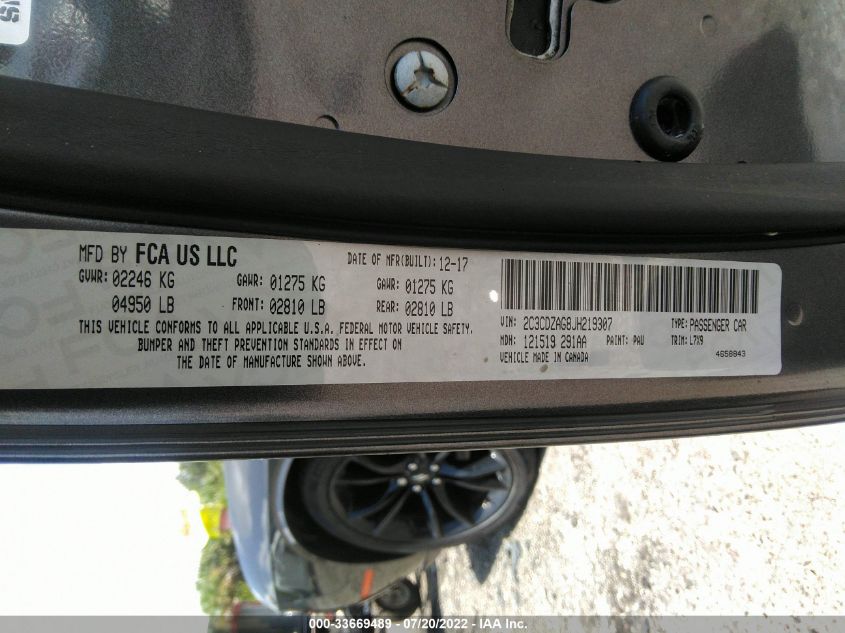 NS
MFD BY FCA US LLC
DATE OF MFR(BUILT): 12-17
GVWR: 02246 KG GAWR: 01275 KG GAWR: 01275 KG
04950 LB FRONT: 02810 LB REAR: 02810 LB
THIS VEHICLE CONFORMS TO ALL APPLICABLE U.S.A. FEDERAL MOTOR VEHICLE SAFETY,
BUMPER AND THEFT PREVENTION STANDARDS IN EFFECT ON
THE DATE OF MANUFACTURE SHOWN ABOVE.
VIN: 2C3CDZAG8JH219307 TYPE: PASSENGER CAR
MDH: 121519 291AA PAINT: PAU TRIM: L7X9
VEHICLE MADE IN CANADA 4658843
000-33669489 - 07/20/2022 - IAA Inc.